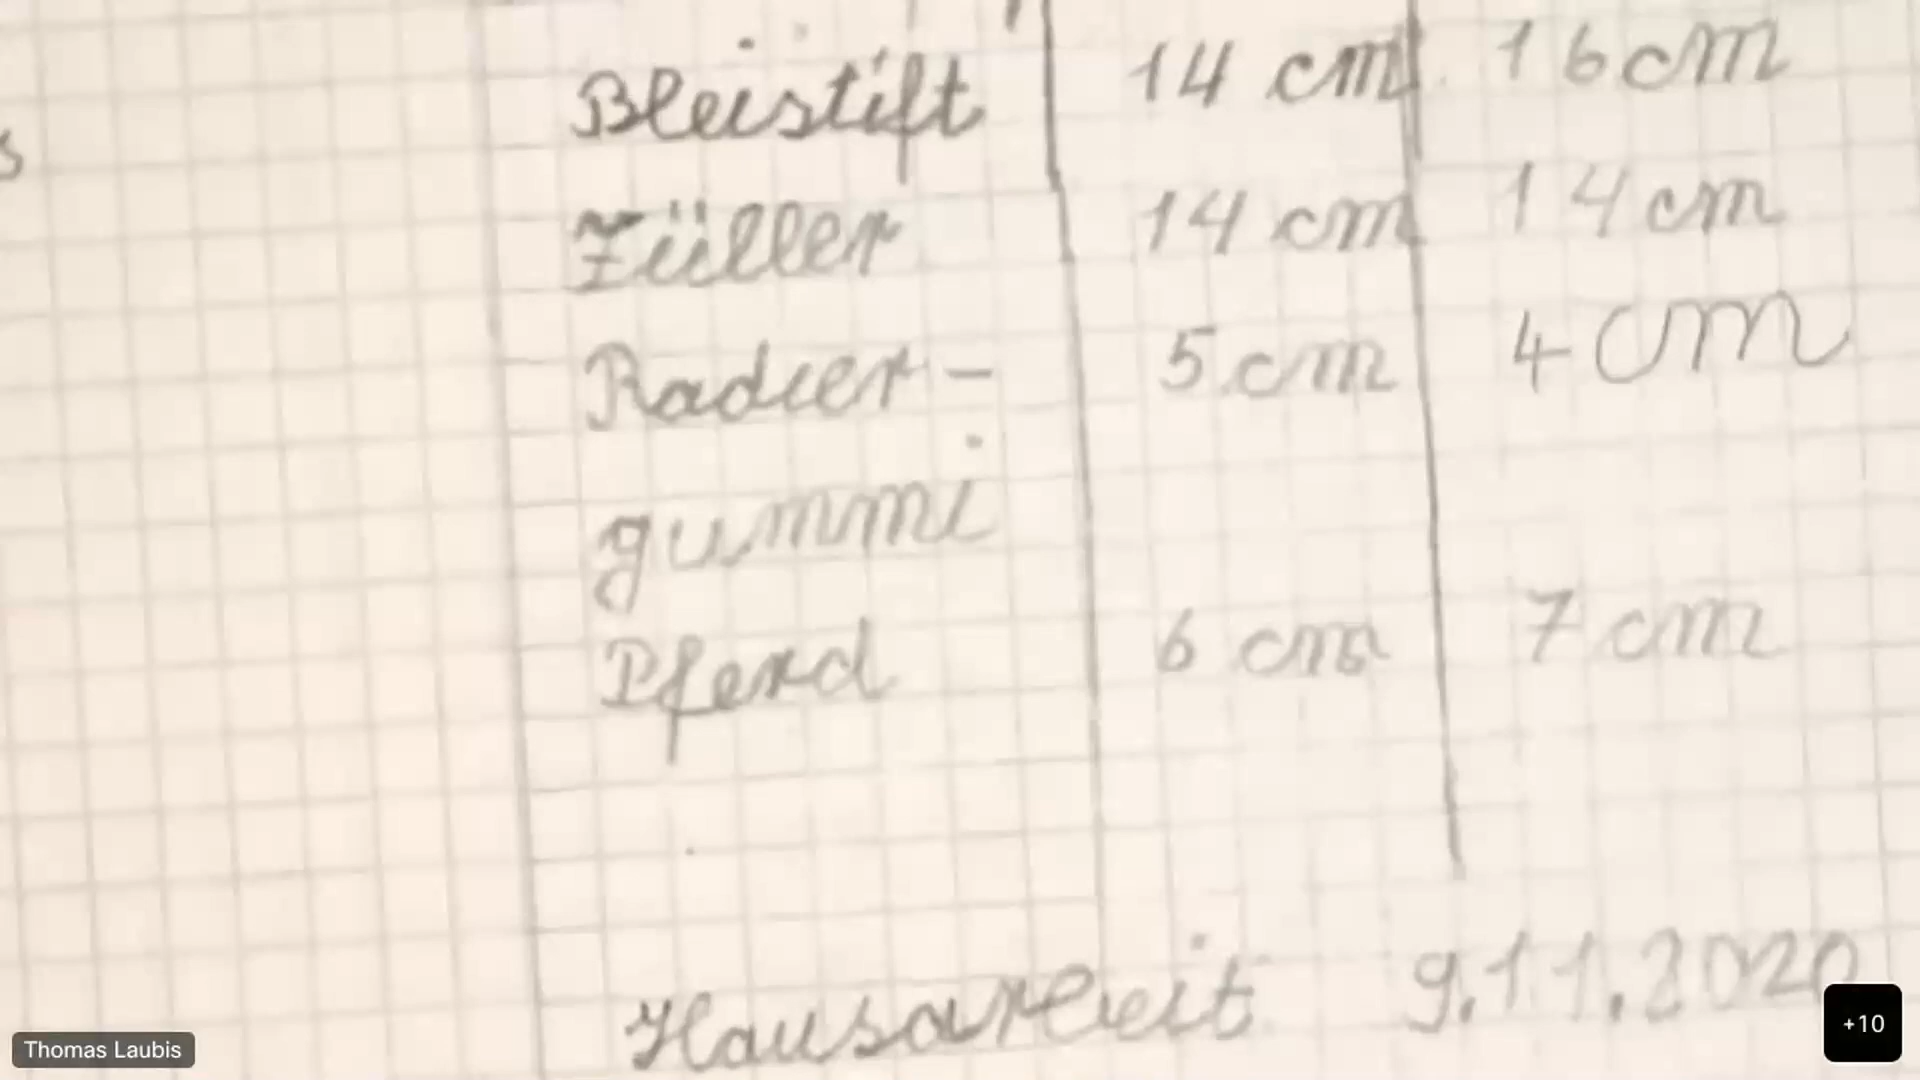 Bleistift 14 cm 16 cm
Füller 14 cm 14 cm
Radier- 5 cm 4 cm
gummi
Pferd 6 cm 7 cm
Hausarbeit 9.11.2020
Thomas Laubis
+10